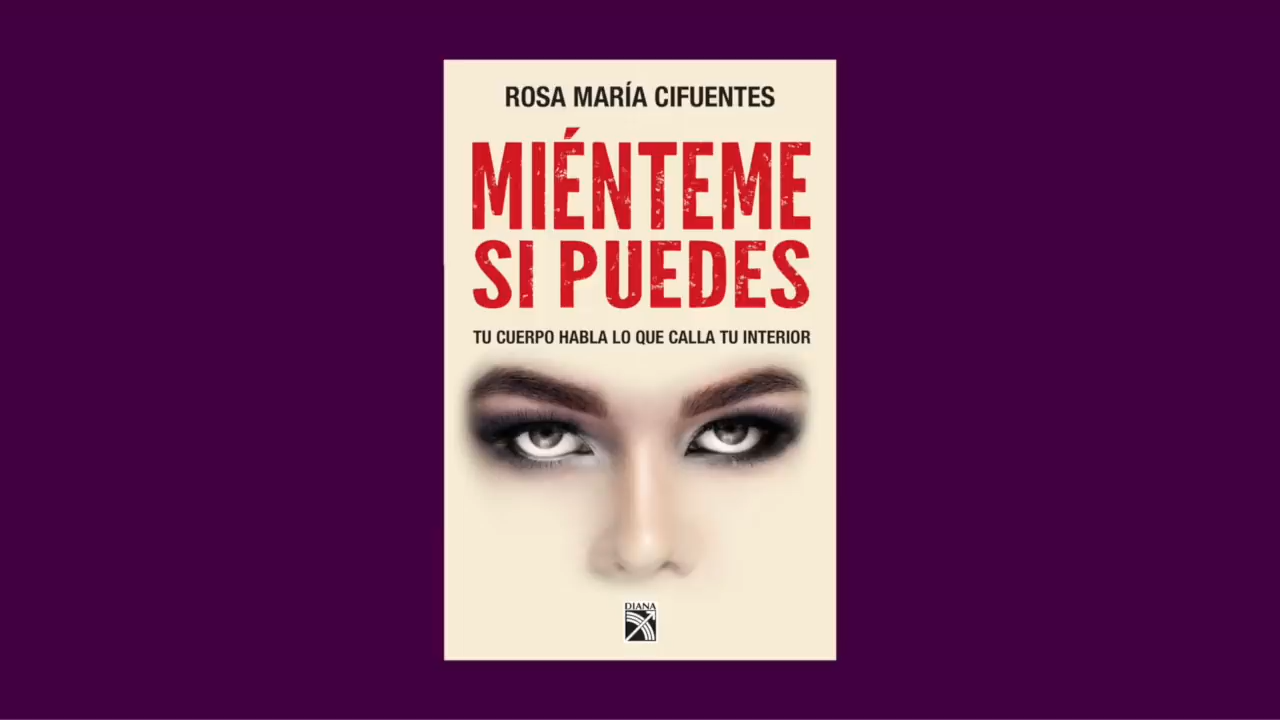 ROSA MARÍA CIFUENTES
MIÉNTEME
SI PUEDES
TU CUERPO HABLA LO QUE CALLA TU INTERIOR
DIANA